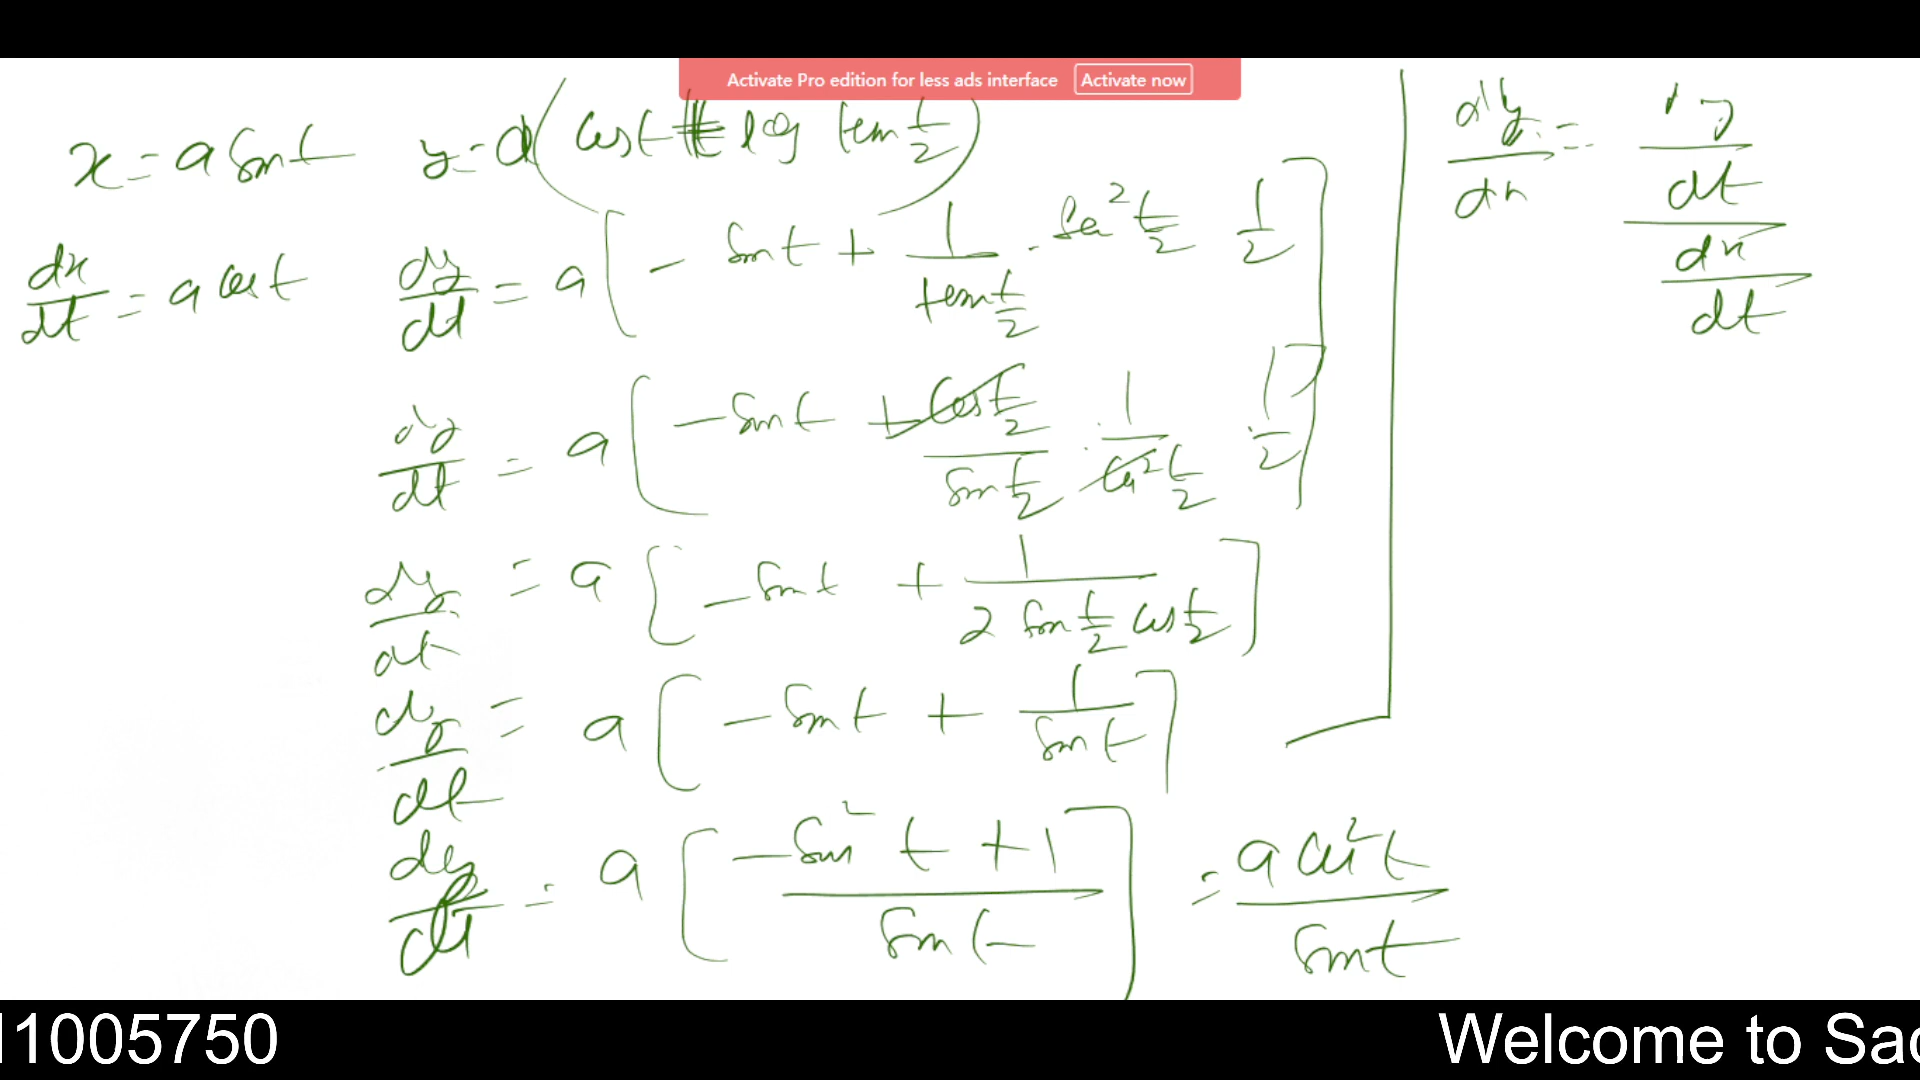 Activate Pro edition for less ads interface Activate now
x = a sin t y = a ( cos t + log tan t/2 )
dx/dt = a cos t dy/dt = a [ - sin t + 1/(tan t/2) . sec² t/2 1/2 ]
dy/dx = (dy/dt)/(dx/dt)
dy/dt = a [ - sin t + (cos t/2)/(sin t/2) . 1/(cos² t/2) . 1/2 ]
dy/dt = a [ - sin t + 1/(2 sin t/2 cos t/2) ]
dy/dt = a [ - sin t + 1/(sin t) ]
dy/dt = a [ (- sin² t + 1)/(sin t) ] = (a cos² t)/(sin t)
11005750 Welcome to Sac